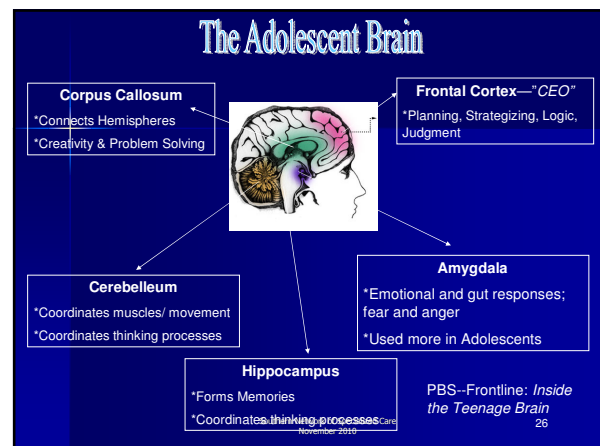 The Adolescent Brain
Corpus Callosum
*Connects Hemispheres
*Creativity & Problem Solving
Frontal Cortex—"CEO"
*Planning, Strategizing, Logic,
Judgment
Cerebelleum
*Coordinates muscles/ movement
*Coordinates thinking processes
Amygdala
*Emotional and gut responses;
fear and anger
*Used more in Adolescents
Hippocampus
*Forms Memories
*Coordinates thinking processes
Care
November 2010
PBS--Frontline: Inside
the Teenage Brain
26